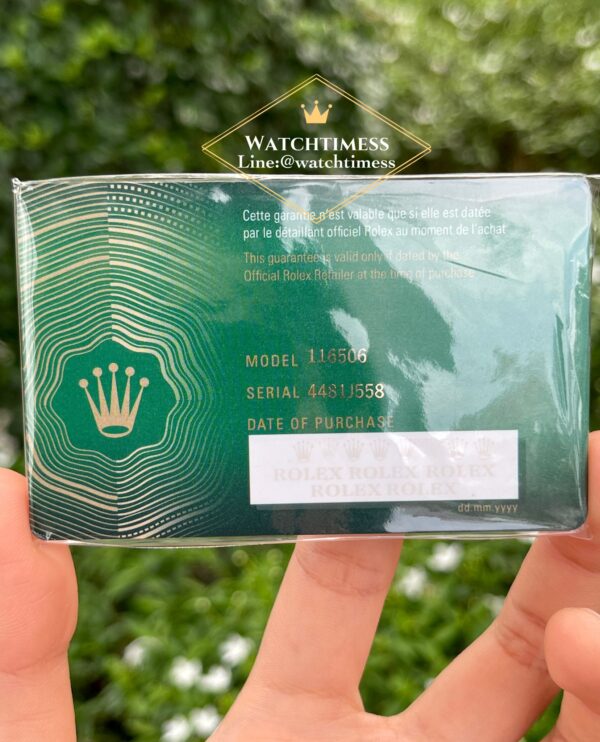 WATCHTIMESS
Line:@watchtimess
Cette garantie n'est valable que si elle est datée
par le détaillant officiel Rolex au moment de l'achat
This guarantee is valid only if dated by the
Official Rolex Retailer at the time of purchase
MODEL 116506
SERIAL 4481J558
DATE OF PURCHASE
ROLEX ROLEX ROLEX
ROLEX ROLEX
dd.mm.yyyy